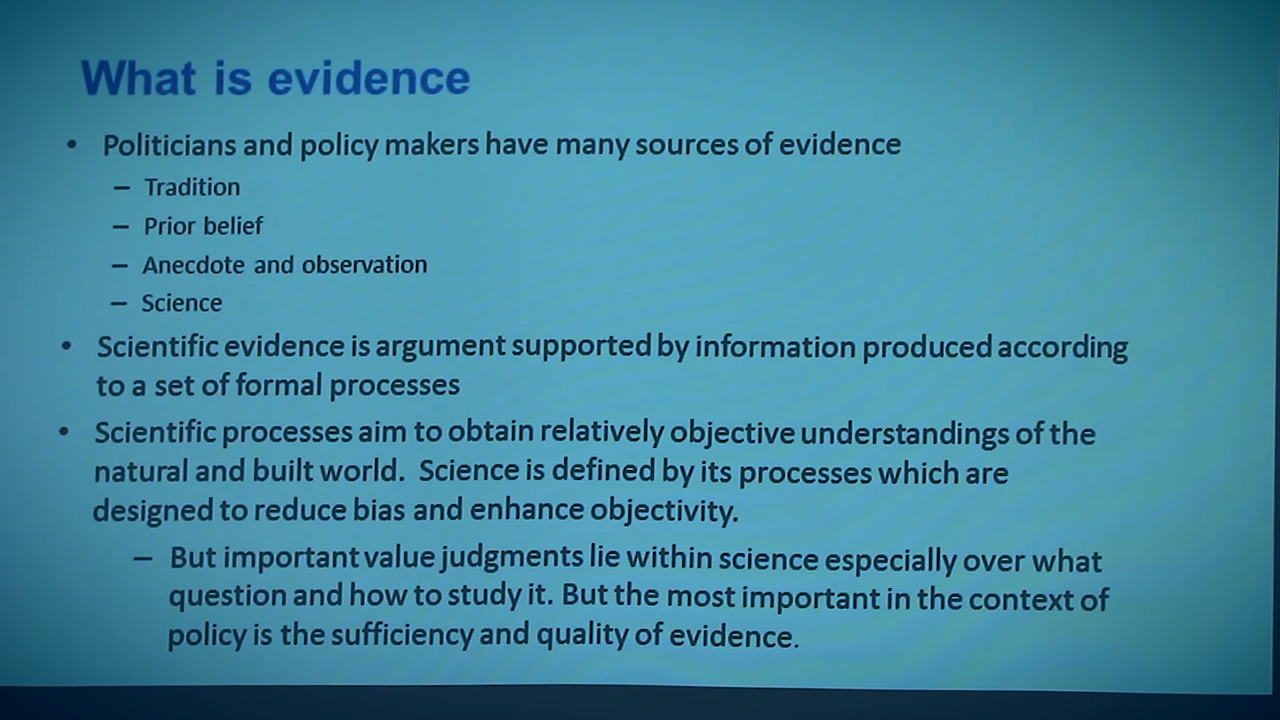 What is evidence
• Politicians and policy makers have many sources of evidence
– Tradition
– Prior belief
– Anecdote and observation
– Science
• Scientific evidence is argument supported by information produced according
to a set of formal processes
• Scientific processes aim to obtain relatively objective understandings of the
natural and built world. Science is defined by its processes which are
designed to reduce bias and enhance objectivity.
– But important value judgments lie within science especially over what
question and how to study it. But the most important in the context of
policy is the sufficiency and quality of evidence.